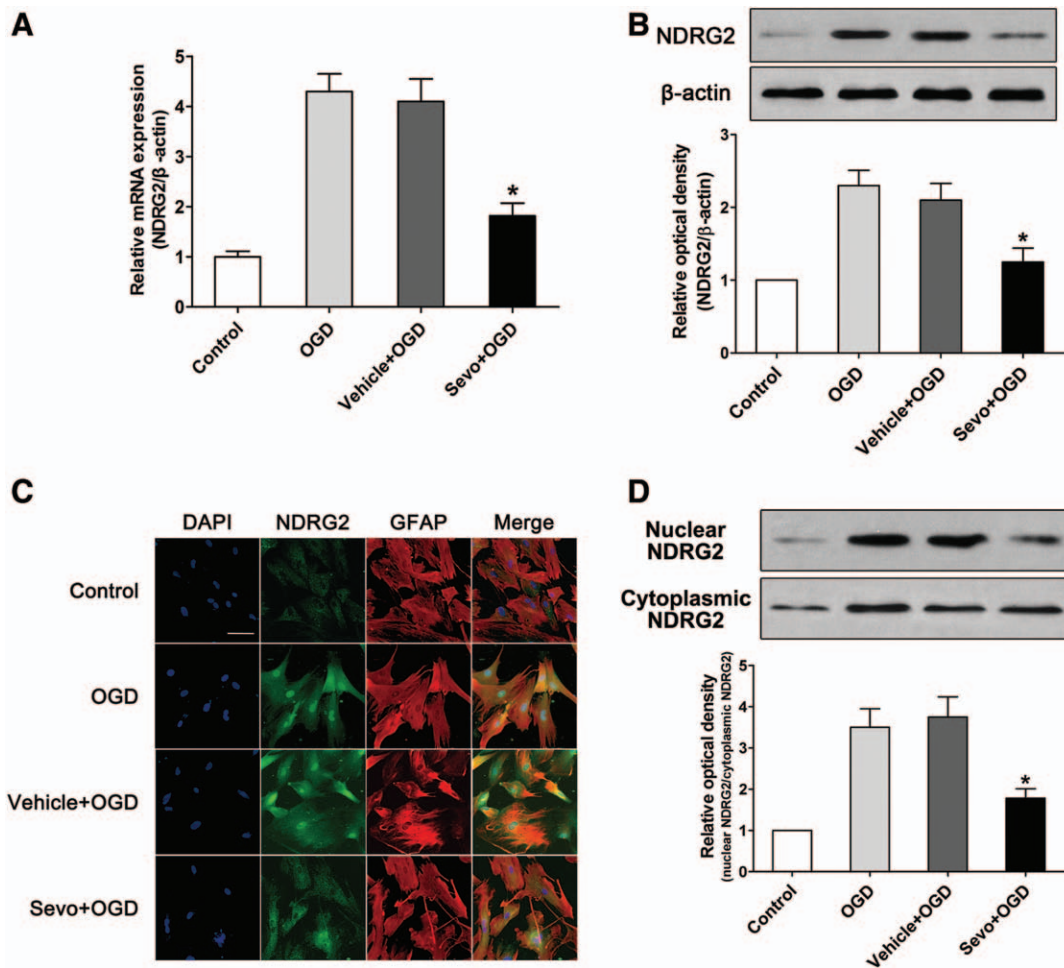 A
Relative mRNA expression
(NDRG2/β -actin)
5
4
3
2
1
0
Control
OGD
Vehicle+OGD
Sevo+OGD
*
B
NDRG2
β-actin
Relative optical density
(NDRG2/β-actin)
3
2
1
0
Control
OGD
Vehicle+OGD
Sevo+OGD
*
C
DAPI NDRG2 GFAP Merge
Control
OGD
Vehicle+OGD
Sevo+OGD
D
Nuclear
NDRG2
Cytoplasmic
NDRG2
Relative optical density
(nuclear NDRG2/cytoplasmic NDRG2)
5
4
3
2
1
0
Control
OGD
Vehicle+OGD
Sevo+OGD
*